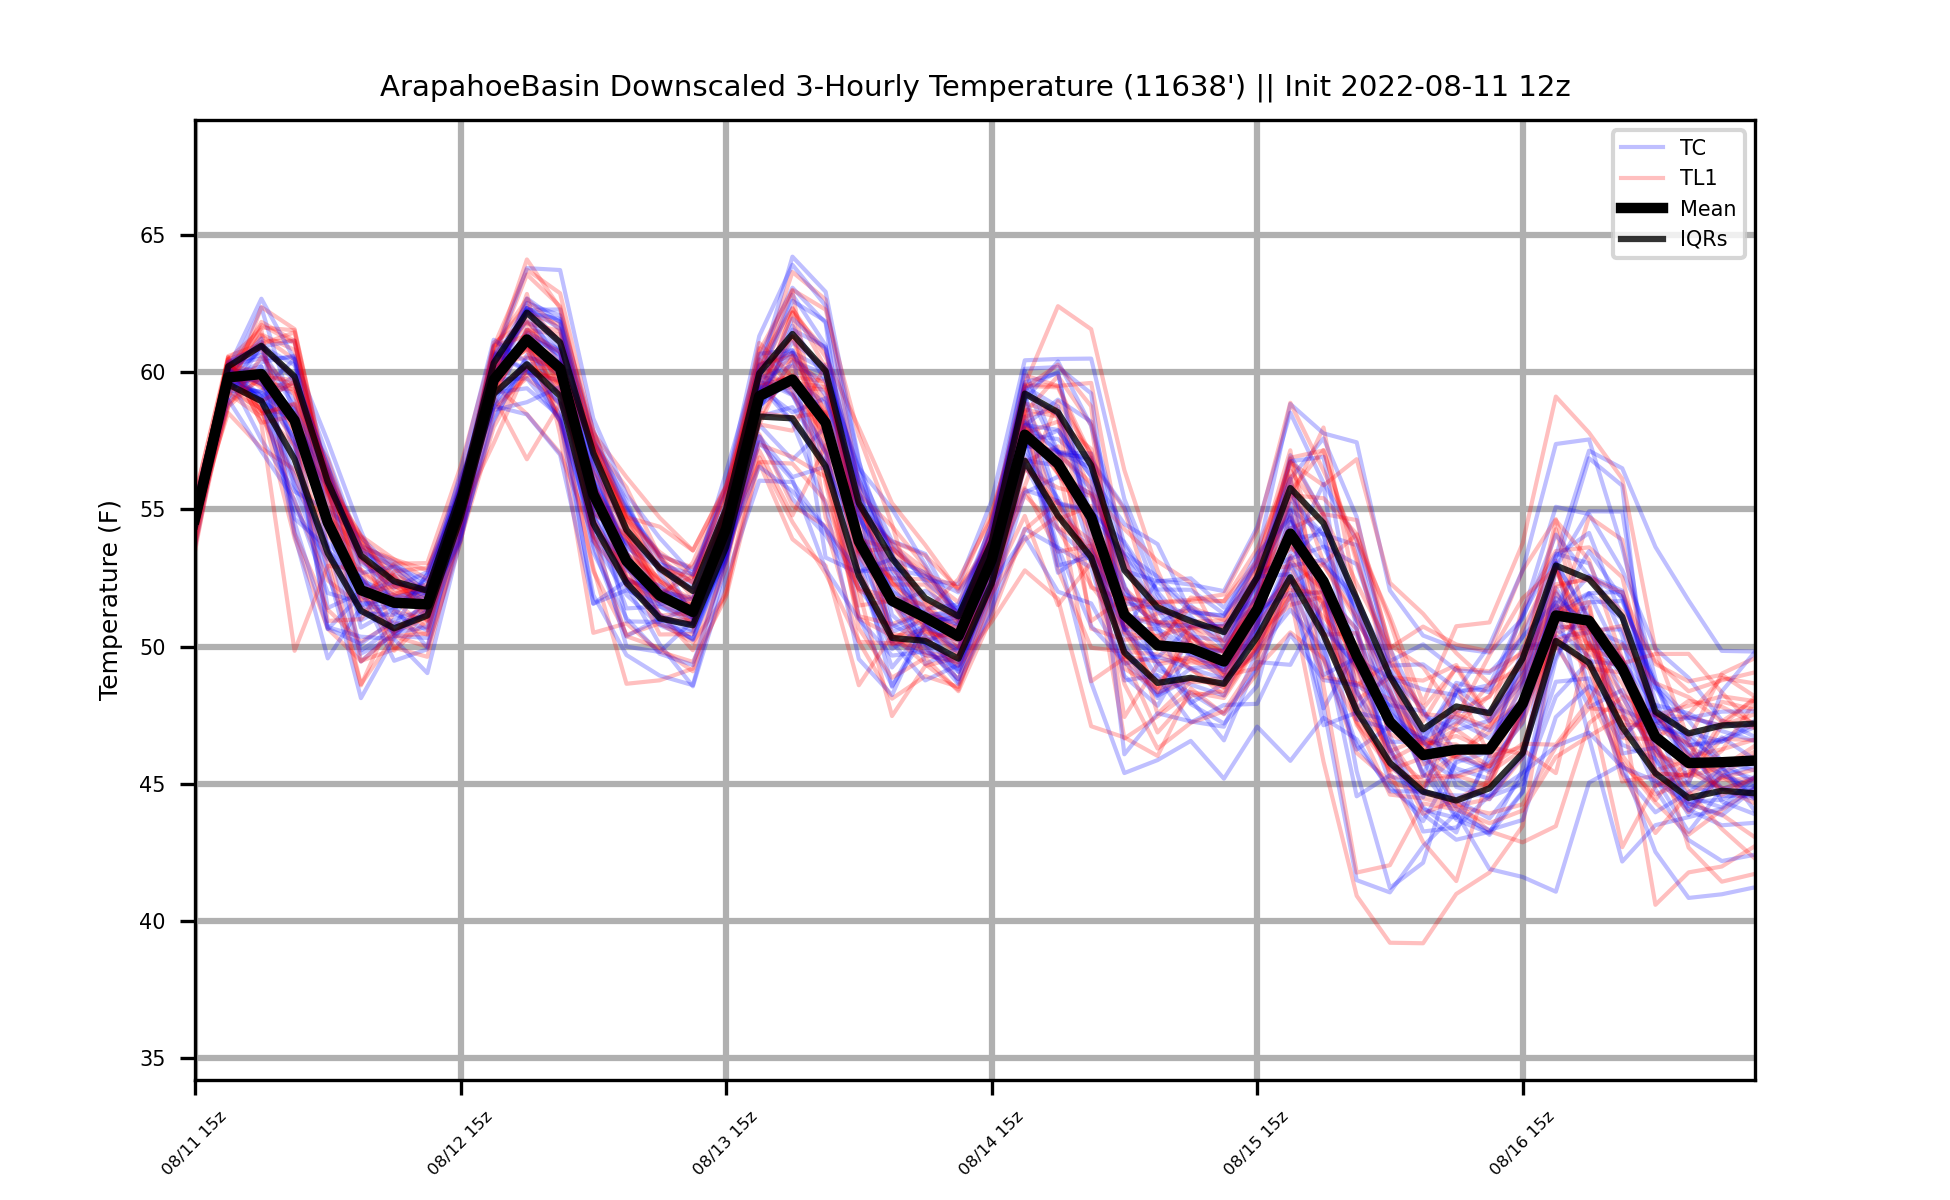 ArapahoeBasin Downscaled 3-Hourly Temperature (11638') || Init 2022-08-11 12z
TC
TL1
Mean
IQRs
Temperature (F)
65
60
55
50
45
40
35
08/11 15z
08/12 15z
08/13 15z
08/14 15z
08/15 15z
08/16 15z